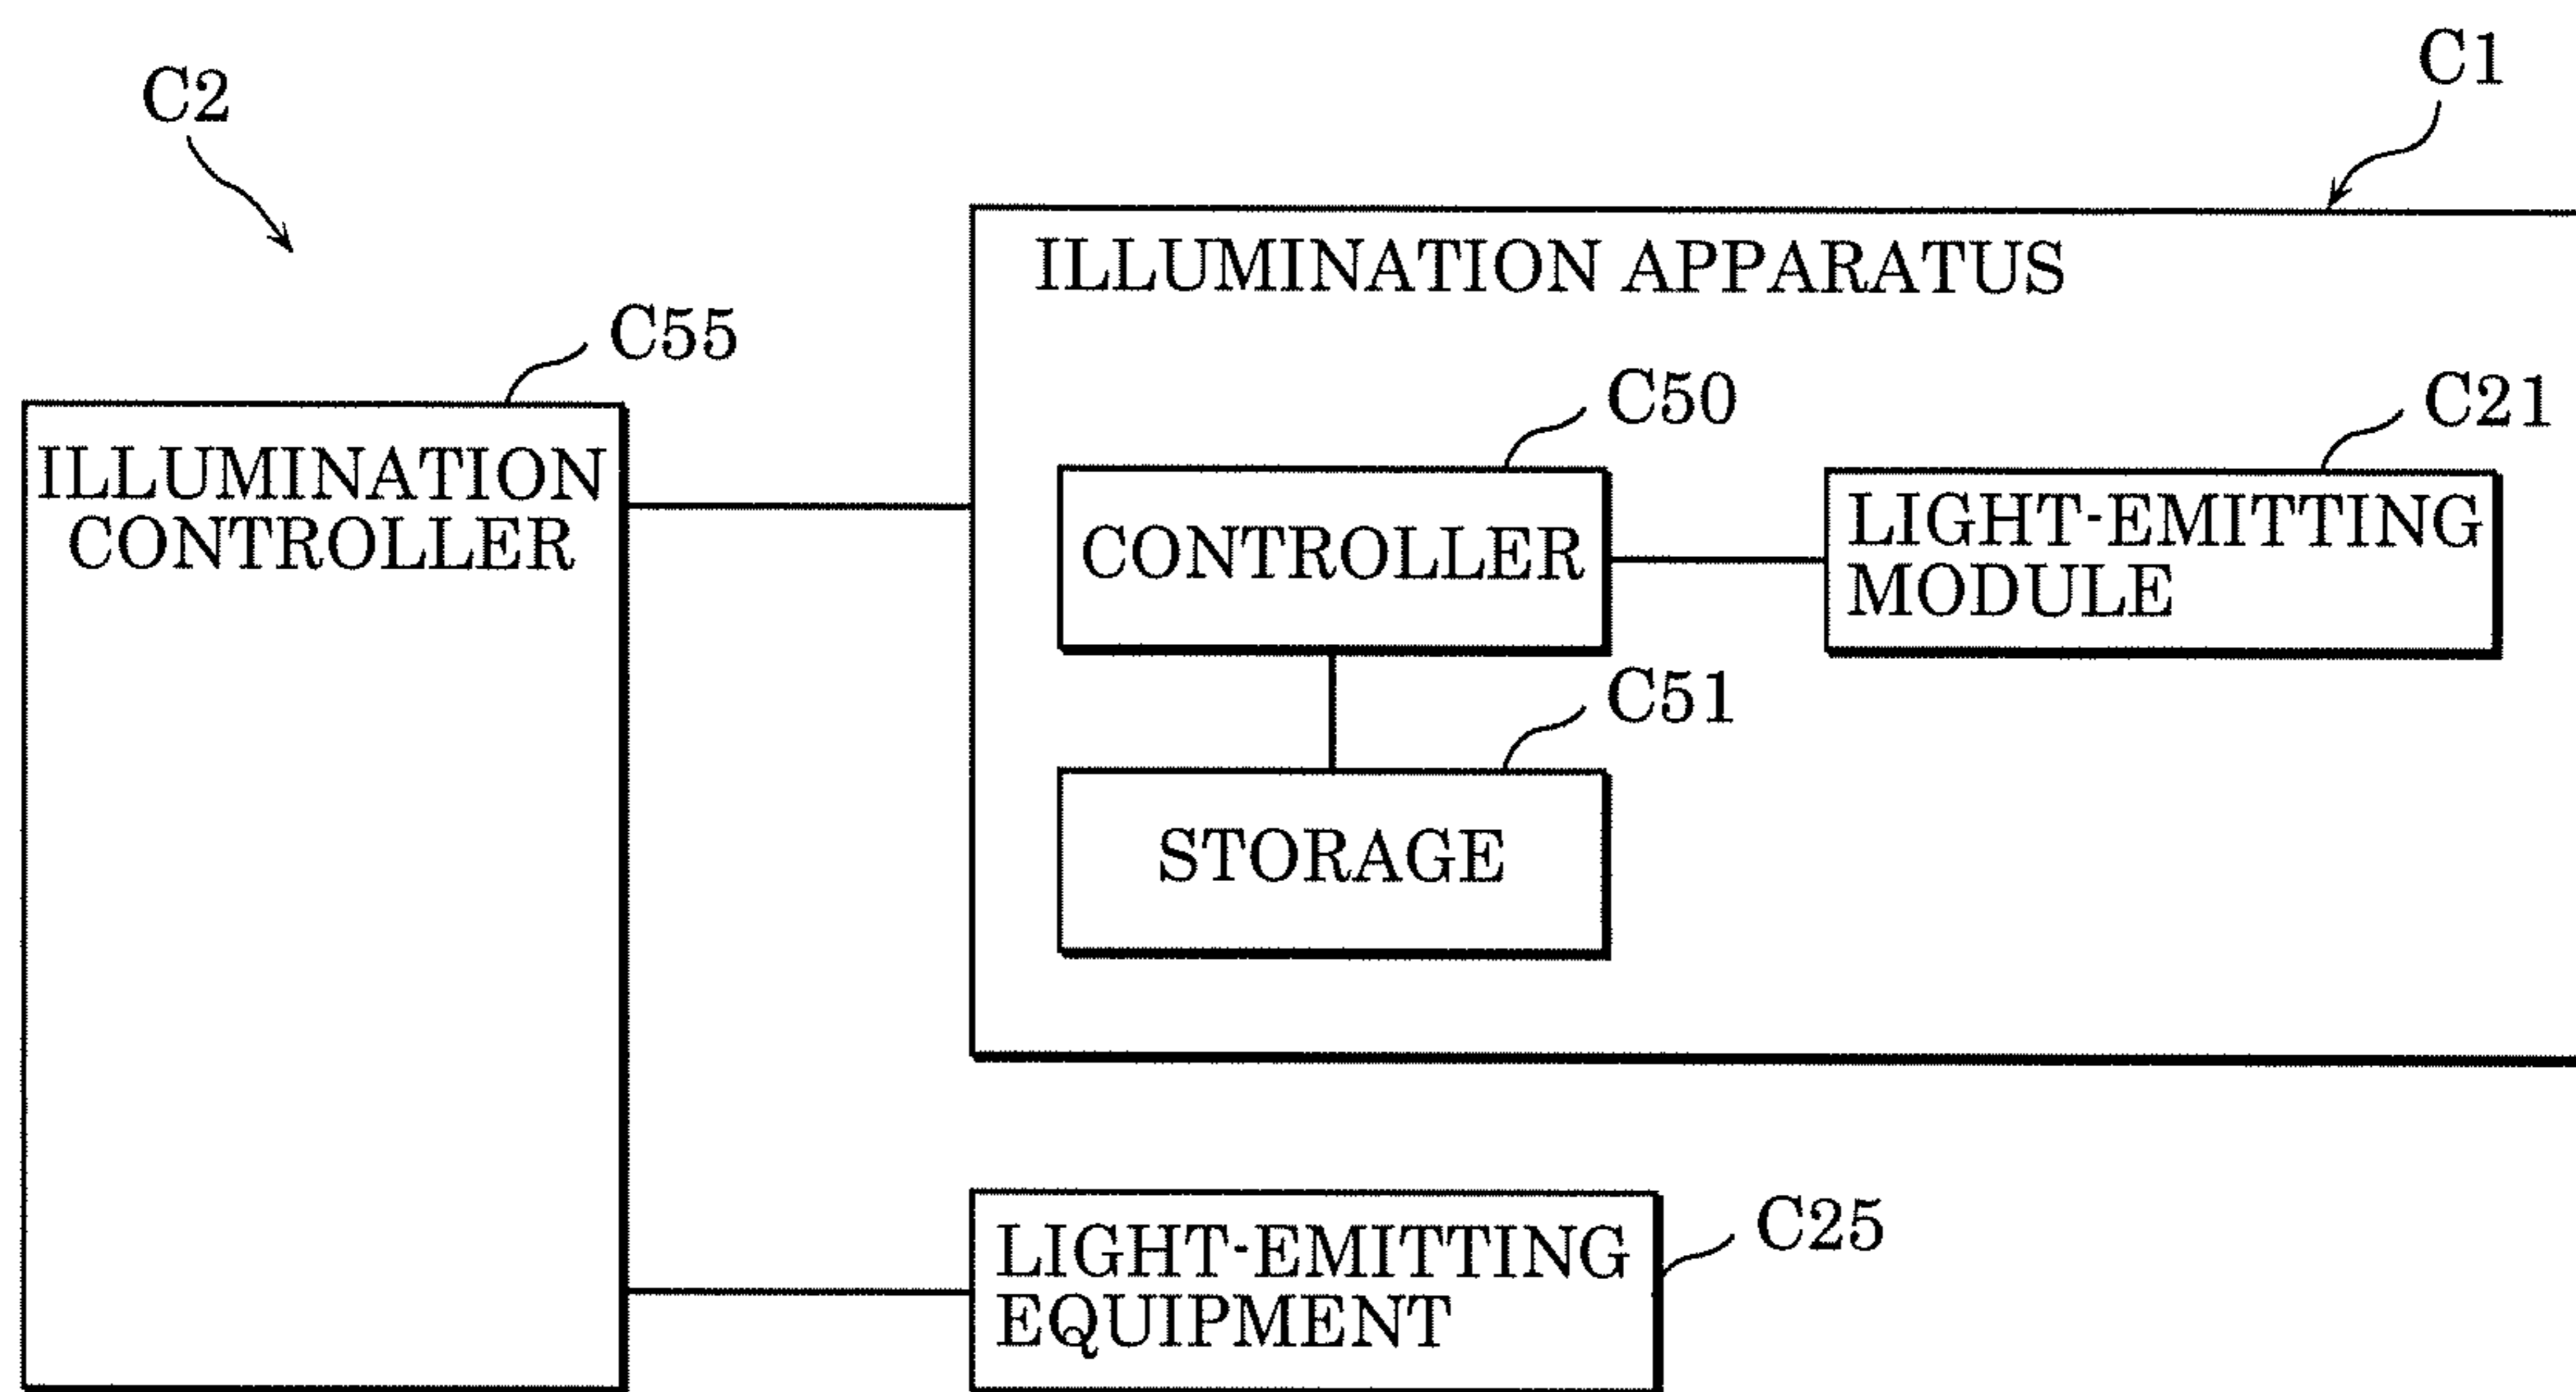 C2
C1
ILLUMINATION APPARATUS
C55
ILLUMINATION
CONTROLLER
C50
CONTROLLER
C21
LIGHT-EMITTING
MODULE
C51
STORAGE
LIGHT-EMITTING
EQUIPMENT
C25